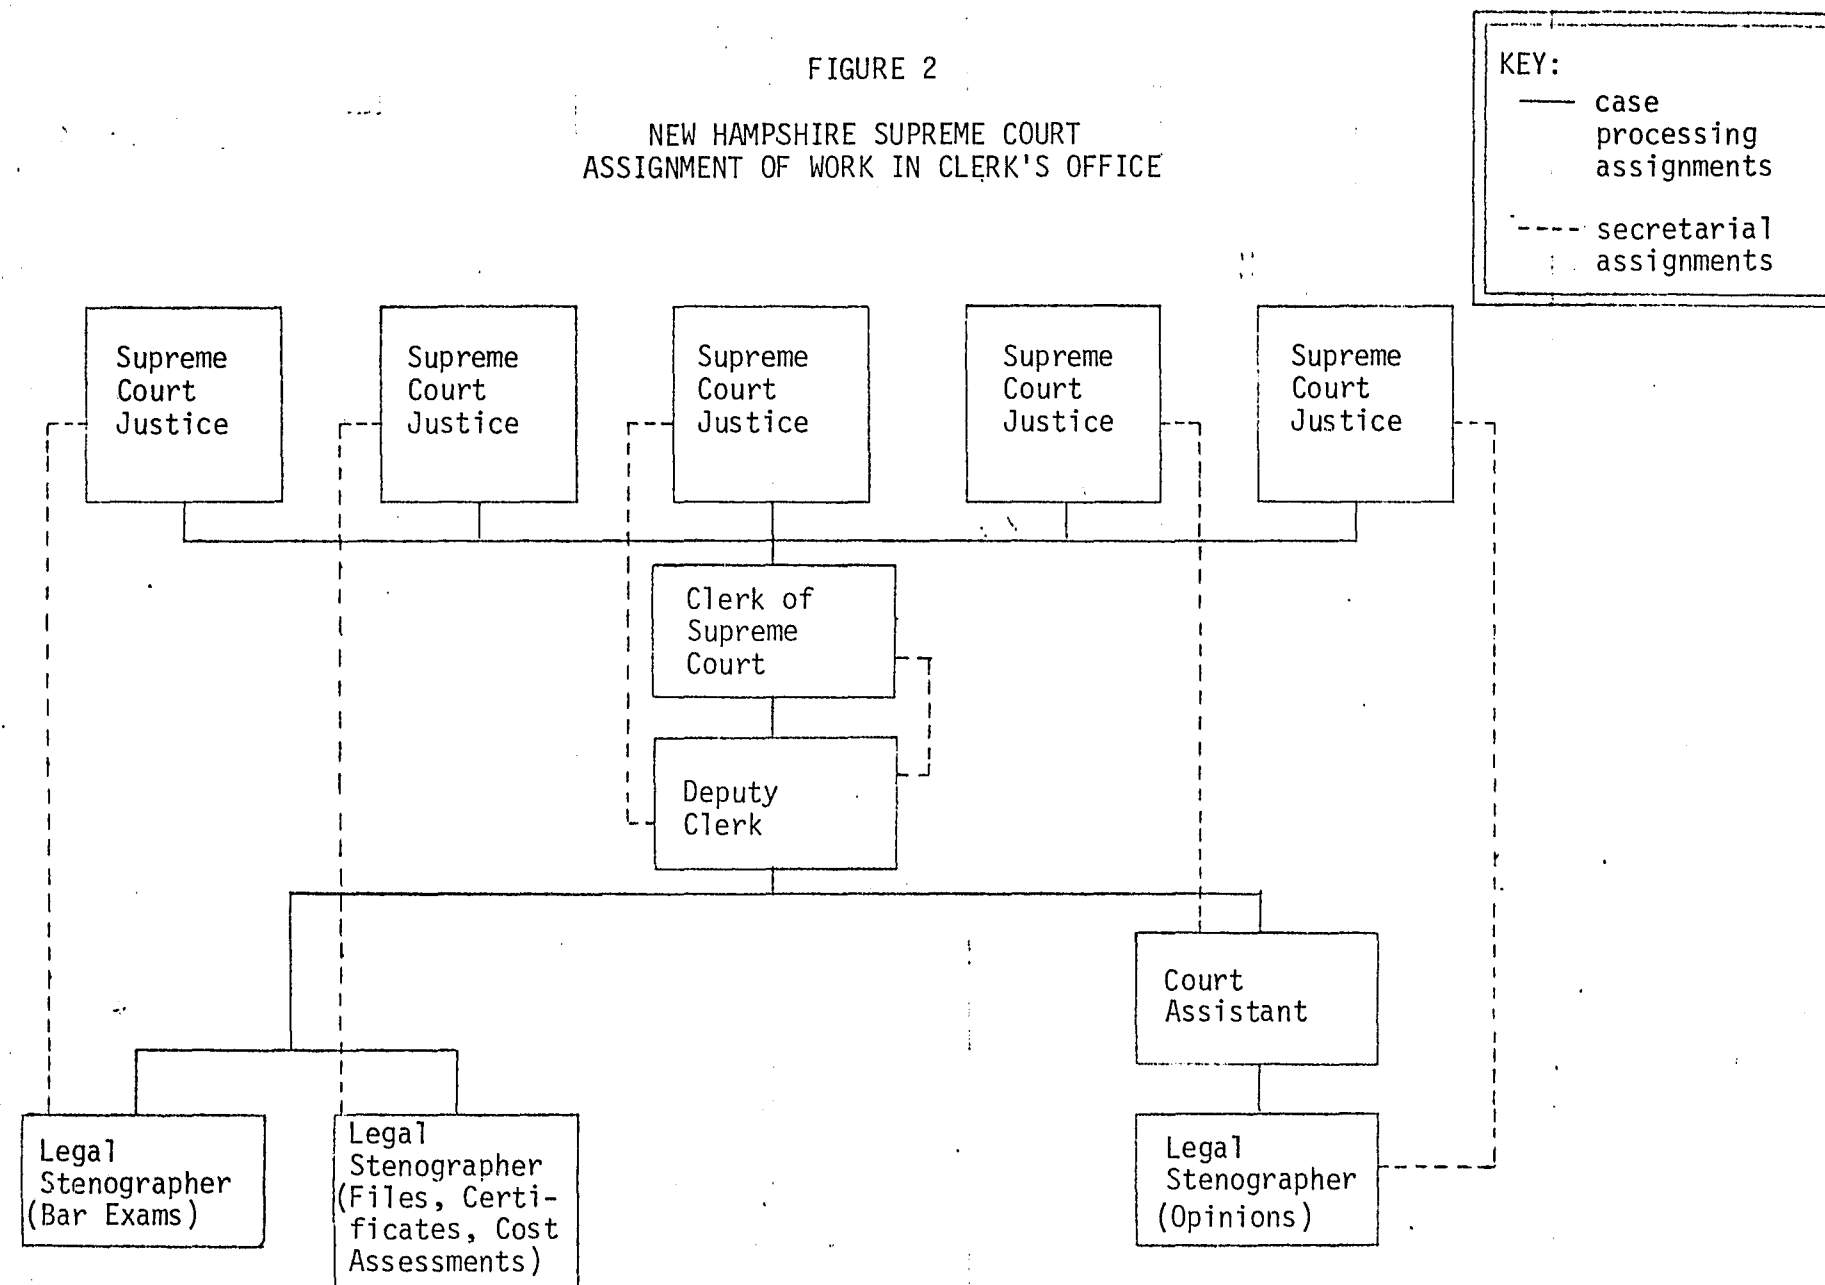 FIGURE 2
NEW HAMPSHIRE SUPREME COURT
ASSIGNMENT OF WORK IN CLERK'S OFFICE
KEY:
case
processing
assignments
secretarial
assignments
Supreme
Court
Justice
Supreme
Court
Justice
Supreme
Court
Justice
Supreme
Court
Justice
Supreme
Court
Justice
Clerk of
Supreme
Court
Deputy
Clerk
Court
Assistant
Legal
Stenographer
(Bar Exams)
Legal
Stenographer
(Files, Certi-
ficates, Cost
Assessments)
Legal
Stenographer
(Opinions)